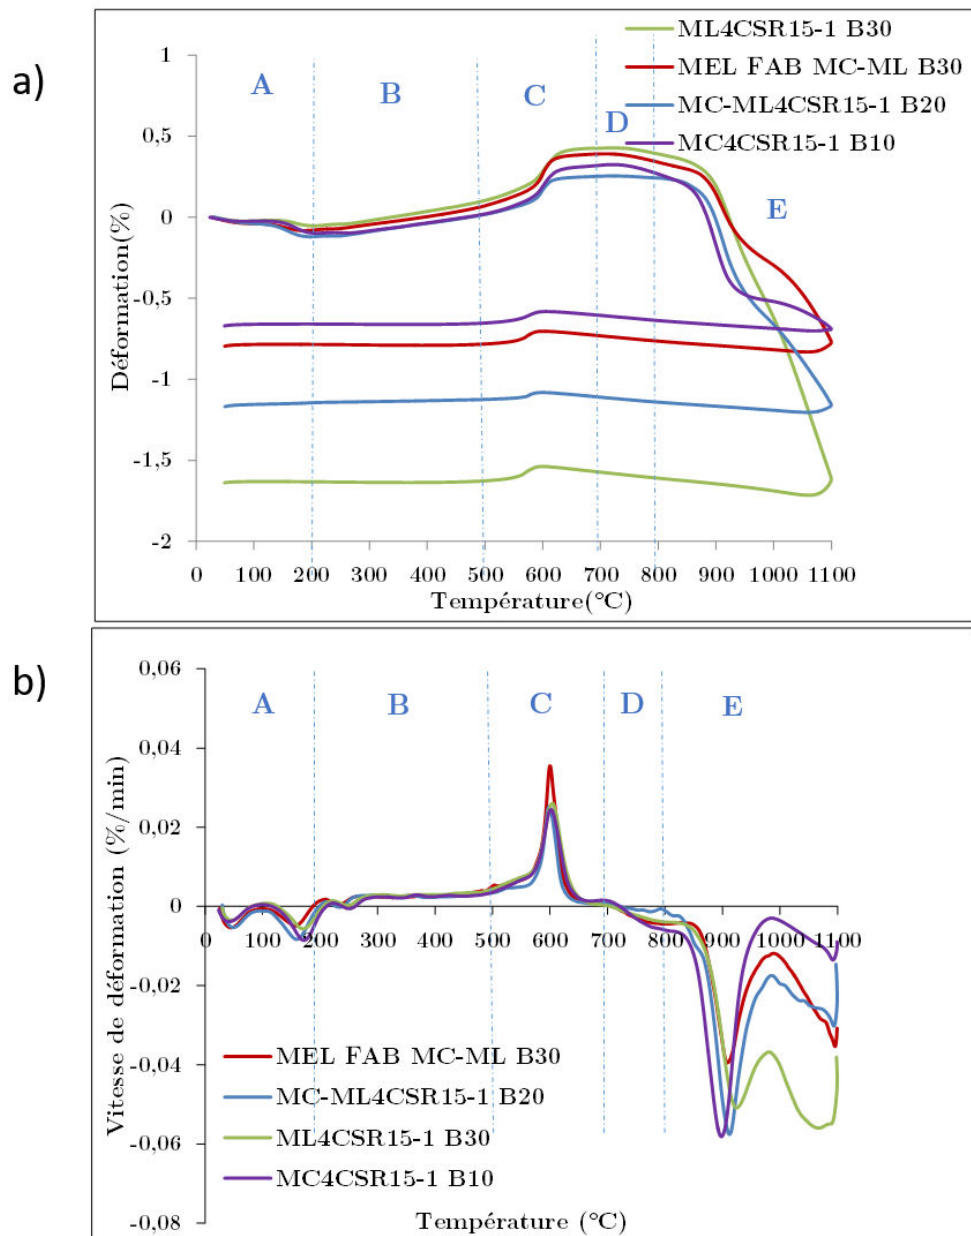 a)
ML4CSR15-1 B30
MEL FAB MC-ML B30
MC-ML4CSR15-1 B20
MC4CSR15-1 B10
A
B
C
D
E
1
0,5
0
-0,5
-1
-1,5
-2
Déformation(%)
0 100 200 300 400 500 600 700 800 900 1000 1100
Température(°C)
b)
0,06
0,04
0,02
0
-0,02
-0,04
-0,06
-0,08
Vitesse de déformation (%/min)
A B C D E
0 100 200 300 400 500 600 700 800 900 1000 1100
MEL FAB MC-ML B30
MC-ML4CSR15-1 B20
ML4CSR15-1 B30
MC4CSR15-1 B10
Température (°C)